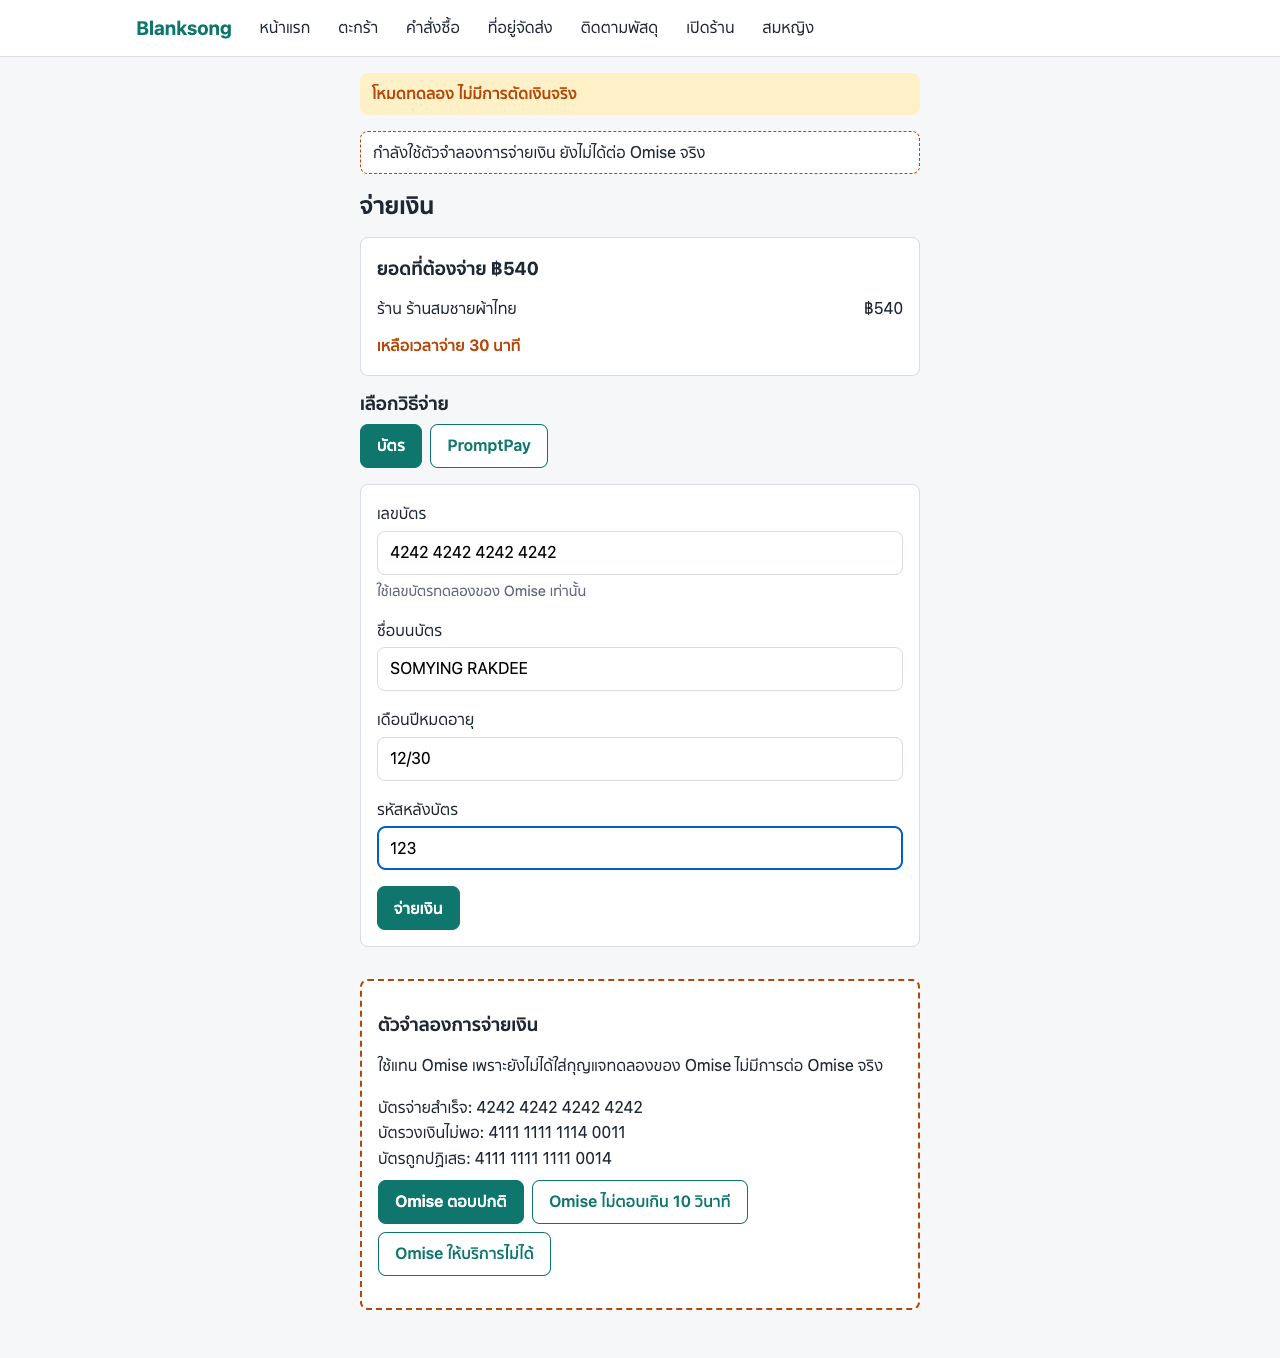 Blanksong หน้าแรก ตะกร้า คำสั่งซื้อ ที่อยู่จัดส่ง ติดตามพัสดุ เปิดร้าน สมหญิง
โหมดทดลอง ไม่มีการตัดเงินจริง
กำลังใช้ตัวจำลองการจ่ายเงิน ยังไม่ได้ต่อ Omise จริง
จ่ายเงิน
ยอดที่ต้องจ่าย ฿540
ร้าน ร้านสมชายผ้าไทย ฿540
เหลือเวลาจ่าย 30 นาที
เลือกวิธีจ่าย
บัตร PromptPay
เลขบัตร
4242 4242 4242 4242
ใช้เลขบัตรทดลองของ Omise เท่านั้น
ชื่อบนบัตร
SOMYING RAKDEE
เดือนปีหมดอายุ
12/30
รหัสหลังบัตร
123
จ่ายเงิน
ตัวจำลองการจ่ายเงิน
ใช้แทน Omise เพราะยังไม่ได้ใส่กุญแจทดลองของ Omise ไม่มีการต่อ Omise จริง
บัตรจ่ายสำเร็จ: 4242 4242 4242 4242
บัตรวงเงินไม่พอ: 4111 1111 1114 0011
บัตรถูกปฏิเสธ: 4111 1111 1111 0014
Omise ตอบปกติ Omise ไม่ตอบเกิน 10 วินาที
Omise ให้บริการไม่ได้